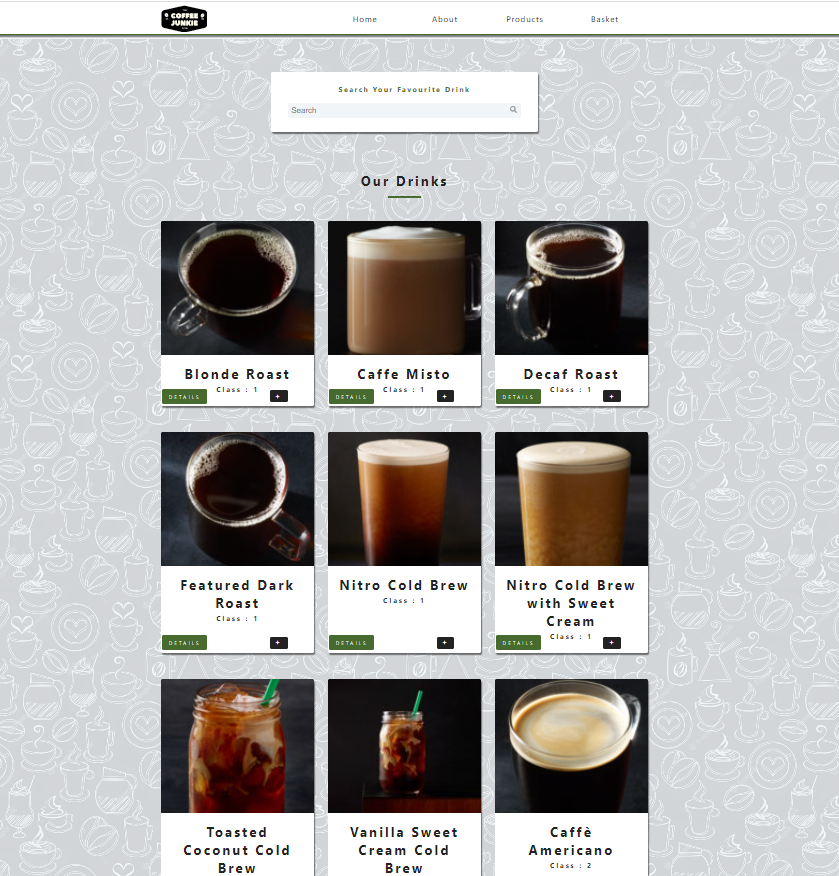 COFFEE
JUNKIE
Home About Products Basket
Search Your Favourite Drink
Search
Our Drinks
Blonde Roast
Class : 1
DETAILS +
Caffe Misto
Class : 1
DETAILS +
Decaf Roast
Class : 1
DETAILS +
Featured Dark
Roast
Class : 1
DETAILS +
Nitro Cold Brew
Class : 1
DETAILS +
Nitro Cold Brew
with Sweet
Cream
Class : 1
DETAILS +
Toasted
Coconut Cold
Brew
Vanilla Sweet
Cream Cold
Brew
Caffè
Americano
Class : 2